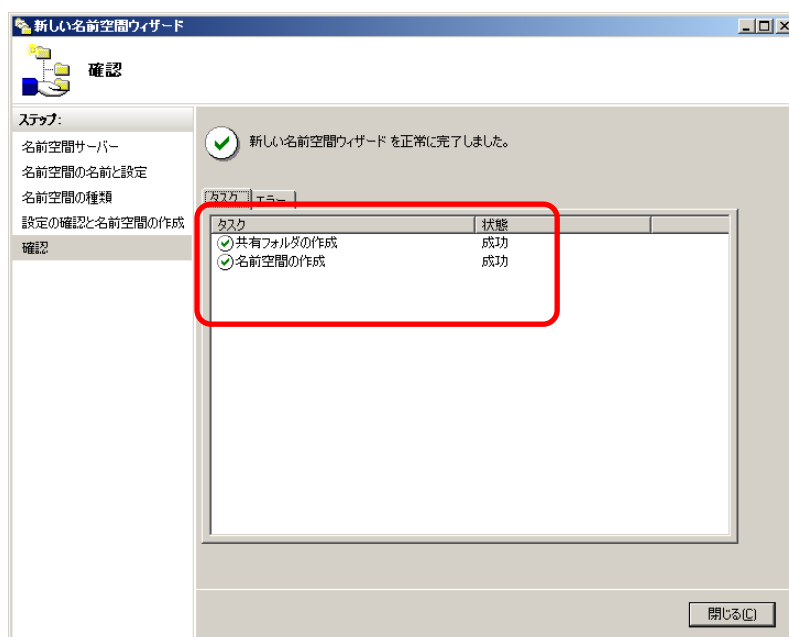 新しい名前空間ウィザード
確認
ステップ:
名前空間サーバー
名前空間の名前と設定
名前空間の種類
設定の確認と名前空間の作成
確認
新しい名前空間ウィザード を正常に完了しました。
タスク エラー
タスク 状態
共有フォルダの作成 成功
名前空間の作成 成功
閉じる(C)